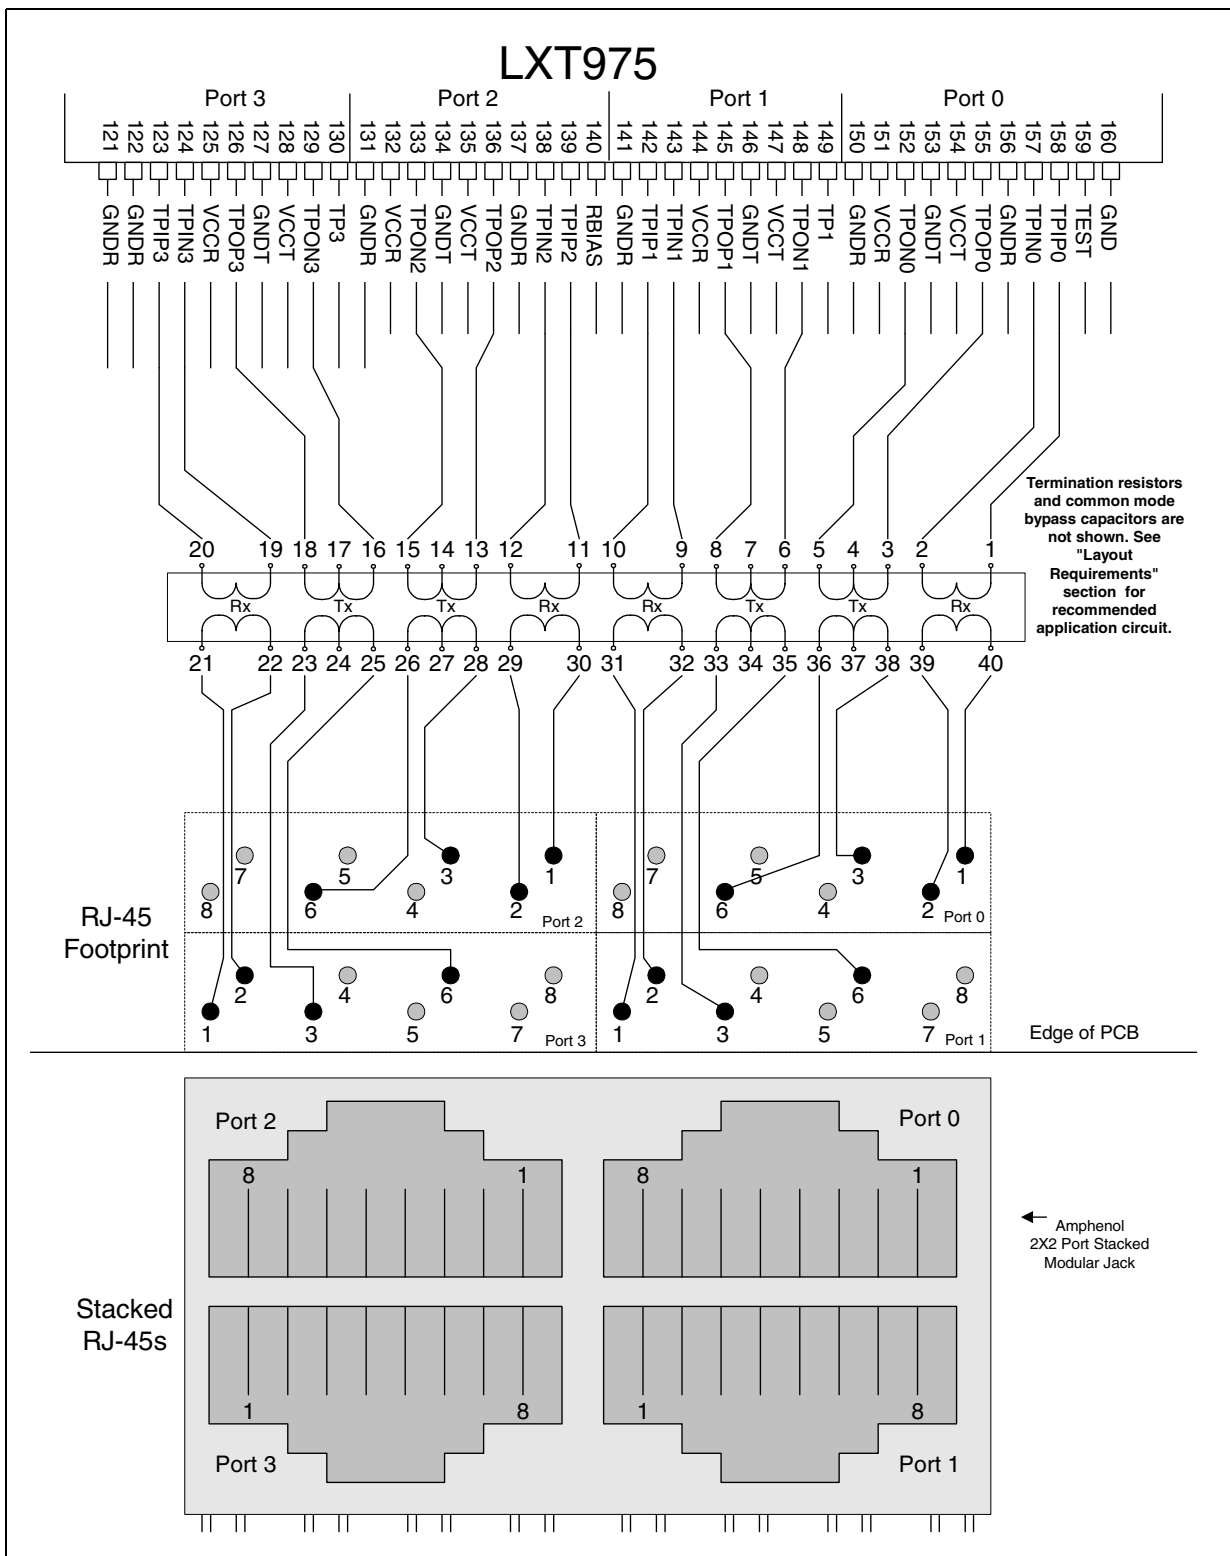 LXT975
Port 3 Port 2 Port 1 Port 0
121 122 123 124 125 126 127 128 129 130 131 132 133 134 135 136 137 138 139 140 141 142 143 144 145 146 147 148 149 150 151 152 153 154 155 156 157 158 159 160
GNDR GNDR TPIP3 TPIN3 VCCR TPOP3 GNDT VCCT TPON3 TP3 GNDR VCCR TPON2 GNDT VCCT TPOP2 GNDR TPIN2 TPIP2 RBIAS GNDR TPIP1 TPIN1 VCCR TPOP1 GNDT VCCT TPON1 TP1 GNDR VCCR TPON0 GNDT VCCT TPOP0 GNDR TPIN0 TPIP0 TEST GND
Termination resistors
and common mode
bypass capacitors are
not shown. See
"Layout
Requirements"
section for
recommended
application circuit.
20 19 18 17 16 15 14 13 12 11 10 9 8 7 6 5 4 3 2 1
Rx Tx Tx Rx Rx Tx Tx Rx
21 22 23 24 25 26 27 28 29 30 31 32 33 34 35 36 37 38 39 40
RJ-45
Footprint
7 5 3 1 7 5 3 1
8 6 4 2 Port 2 8 6 4 2 Port 0
2 4 6 8 2 4 6 8
1 3 5 7 Port 3 1 3 5 7 Port 1
Edge of PCB
Port 2 Port 0
8 1 8 1
Amphenol
2X2 Port Stacked
Modular Jack
Stacked
RJ-45s
1 8 1 8
Port 3 Port 1